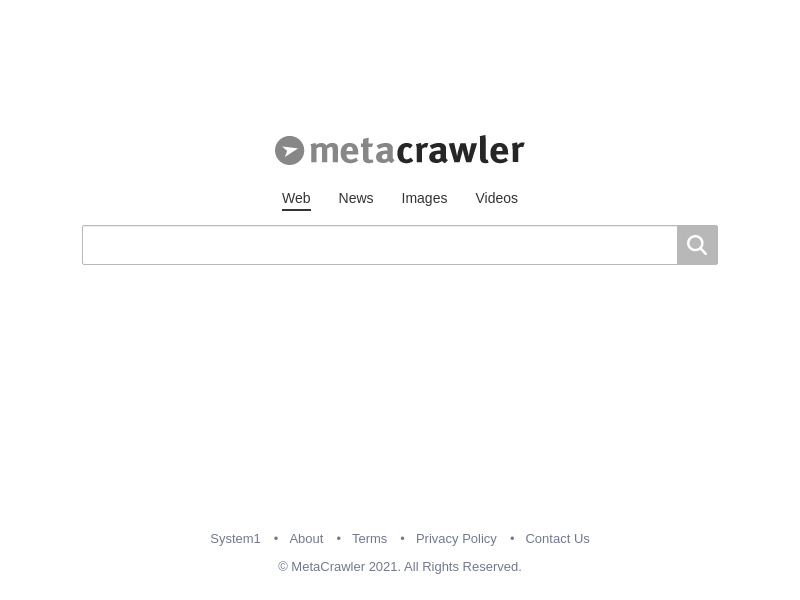 metacrawler
Web News Images Videos
System1 • About • Terms • Privacy Policy • Contact Us
© MetaCrawler 2021. All Rights Reserved.